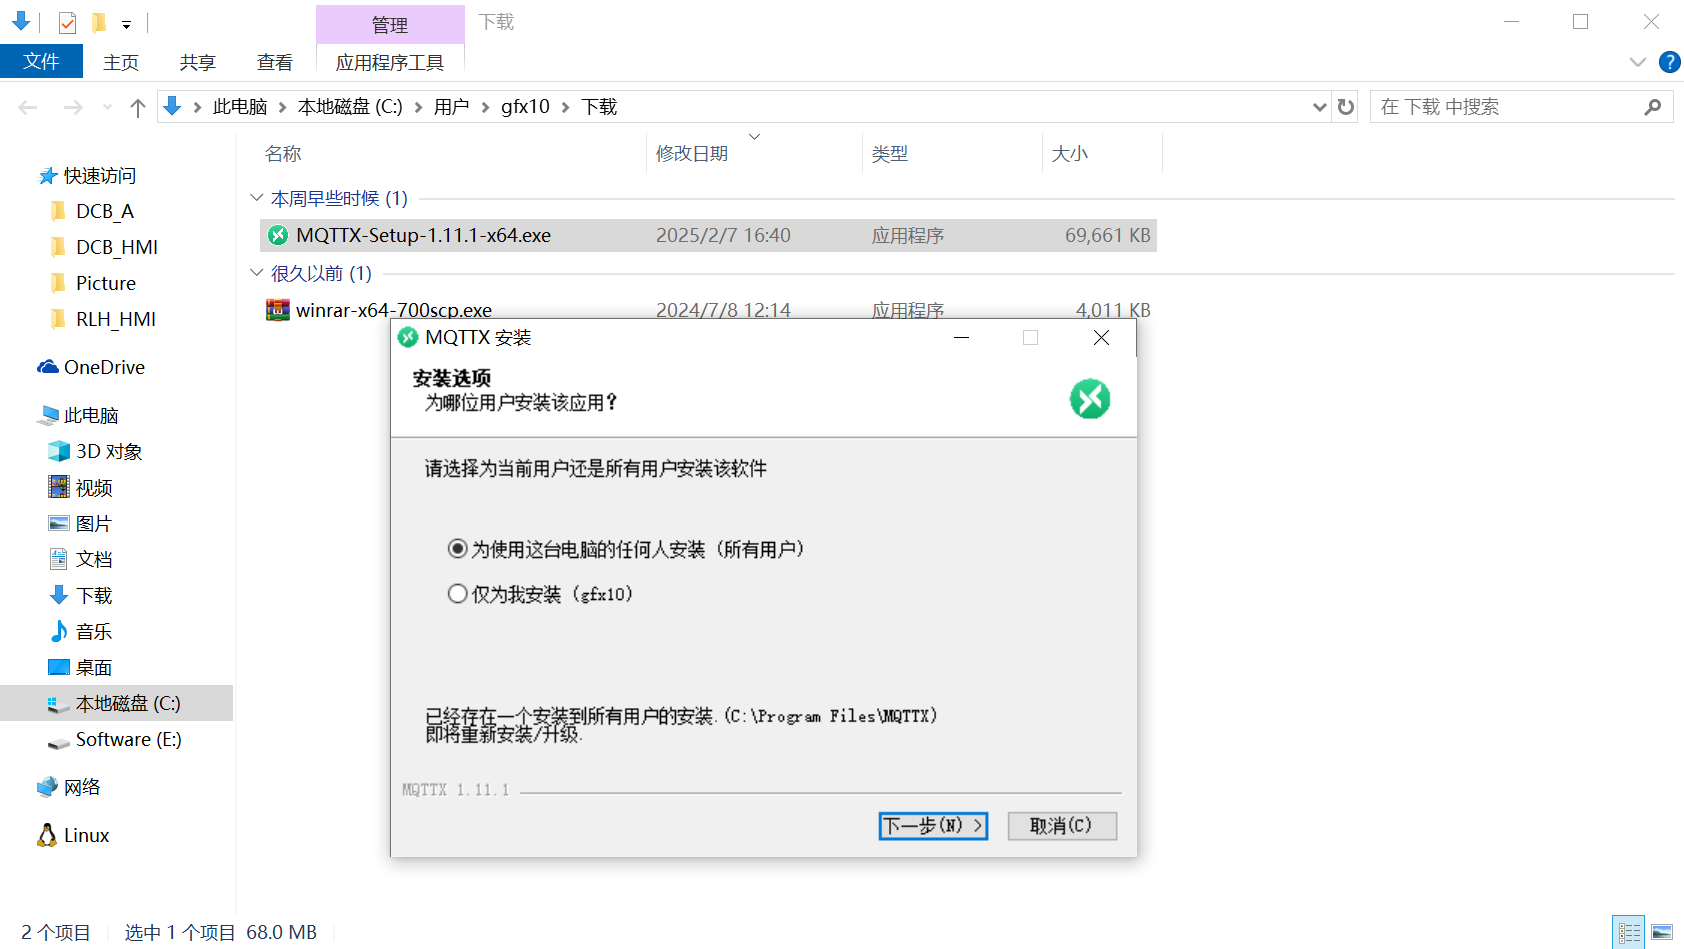 管理
下载
文件
主页
共享
查看
应用程序工具
?
此电脑 › 本地磁盘 (C:) › 用户 › gfx10 › 下载
在 下载 中搜索
名称
修改日期
类型
大小
本周早些时候 (1)
MQTTX-Setup-1.11.1-x64.exe
2025/2/7 16:40
应用程序
69,661 KB
很久以前 (1)
winrar-x64-700scp.exe
2024/7/8 12:14
应用程序
4,011 KB
快速访问
DCB_A
DCB_HMI
Picture
RLH_HMI
OneDrive
此电脑
3D 对象
视频
图片
文档
下载
音乐
桌面
本地磁盘 (C:)
Software (E:)
网络
Linux
MQTTX 安装
安装选项
为哪位用户安装该应用？
请选择为当前用户还是所有用户安装该软件
为使用这台电脑的任何人安装（所有用户）
仅为我安装（gfx10）
已经存在一个安装到所有用户的安装.(C:\Program Files\MQTTX)
即将重新安装/升级.
MQTTX 1.11.1
下一步(N) >
取消(C)
2 个项目
选中 1 个项目 68.0 MB